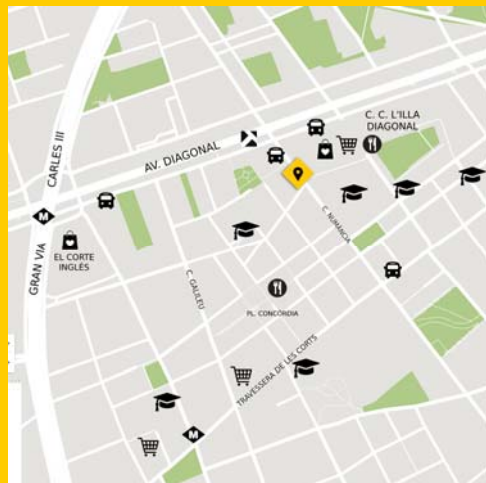 C. C. L'ILLA
DIAGONAL
AV. DIAGONAL
CARLES III
GRAN VIA
M
EL CORTE
INGLÉS
C. NUMÀNCIA
C. GALILEU
PL. CONCÒRDIA
TRAVESSERA DE LES CORTS
M